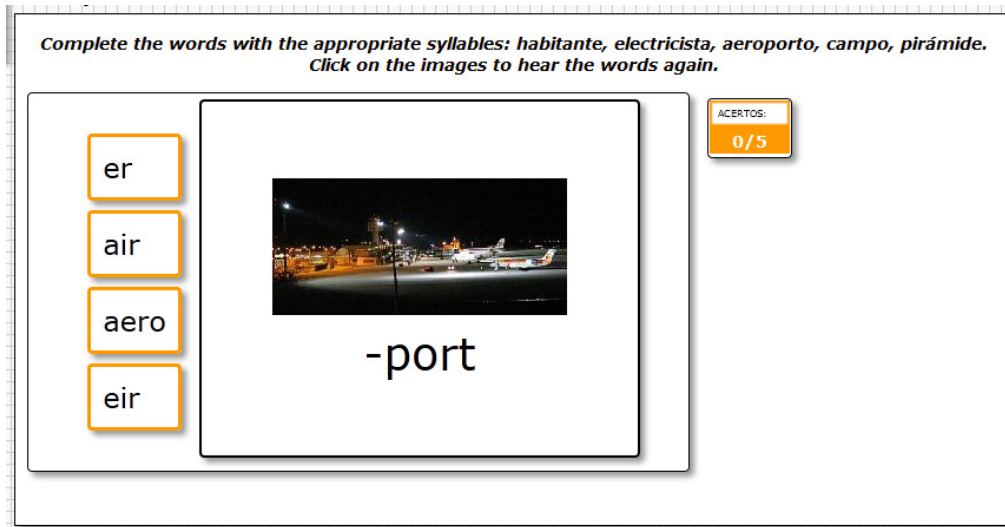 Complete the words with the appropriate syllables: habitante, electricista, aeroporto, campo, pirámide.
Click on the images to hear the words again.
ACERTOS:
0/5
er
air
aero
eir
-port